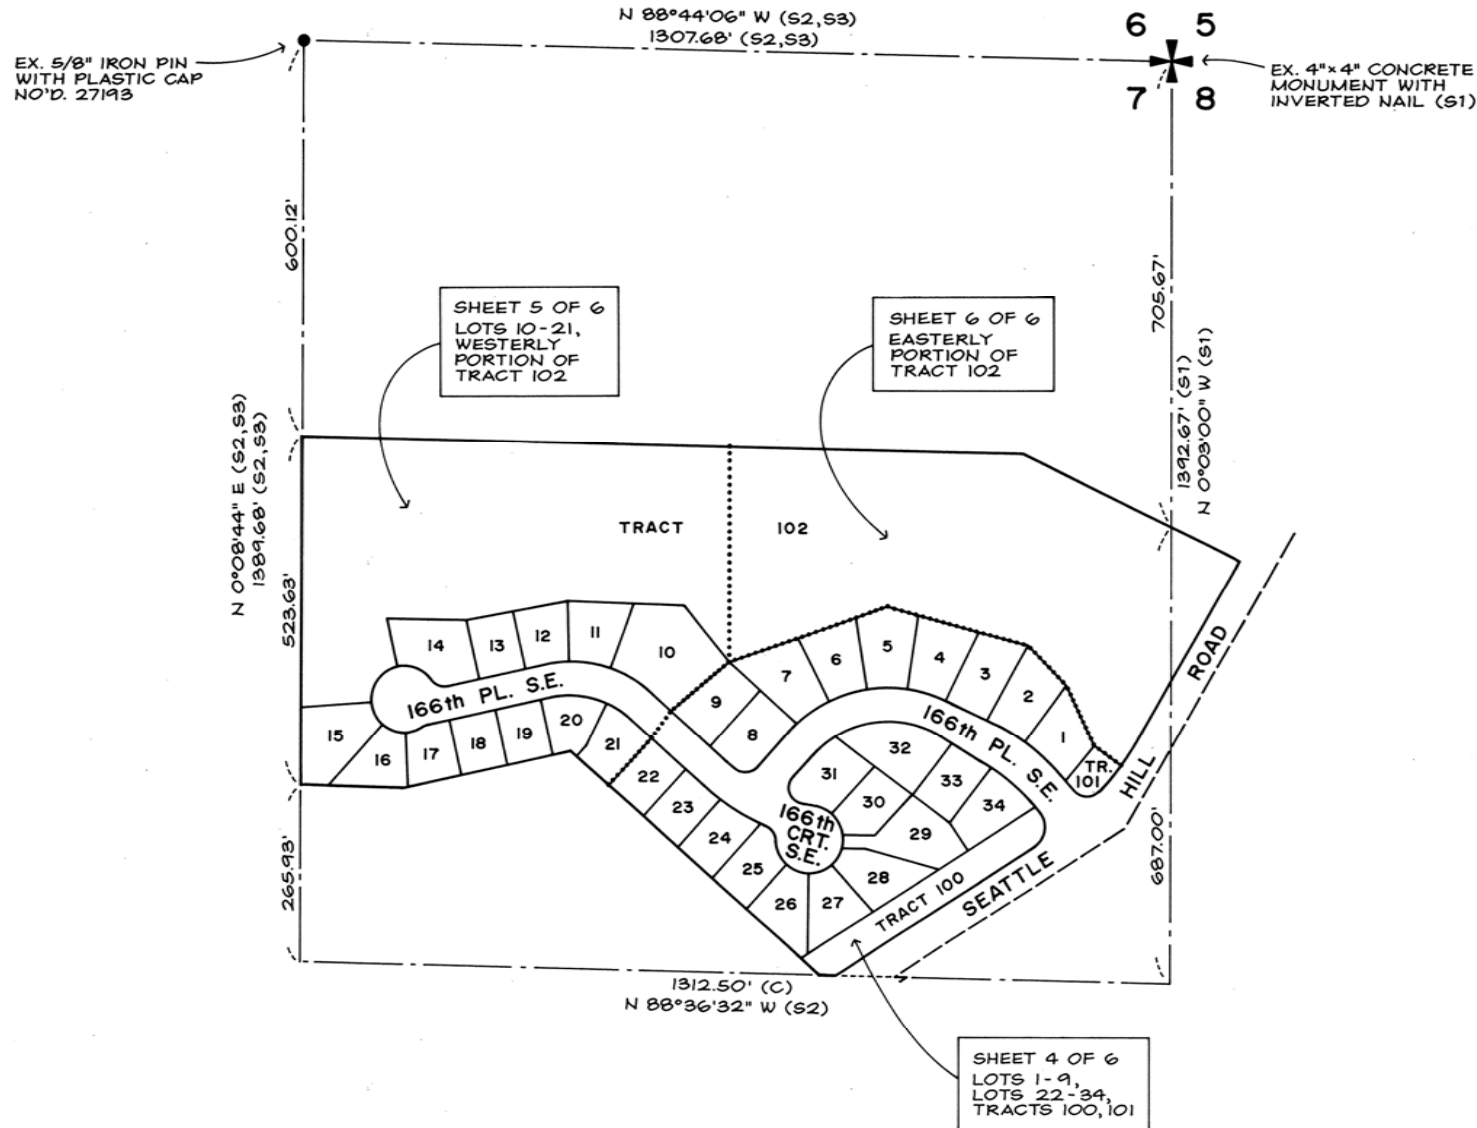 N 88°44'06" W (S2,S3)
1307.68' (S2,S3)
6 5
7 8
EX. 5/8" IRON PIN
WITH PLASTIC CAP
NO'D. 27193
EX. 4"x4" CONCRETE
MONUMENT WITH
INVERTED NAIL (S1)
600.12'
705.67'
SHEET 5 OF 6
LOTS 10-21,
WESTERLY
PORTION OF
TRACT 102
SHEET 6 OF 6
EASTERLY
PORTION OF
TRACT 102
N 0°08'44" E (S2,S3)
1389.68' (S2,S3)
1392.67' (S1)
N 0°03'00" W (S1)
TRACT 102
523.63'
14
13
12
11
10
9
8
7
6
5
4
3
2
1
TR.
101
166th PL. S.E.
166th PL. S.E.
15
16
17
18
19
20
21
22
23
24
25
26
27
28
29
30
31
32
33
34
166th
CRT.
S.E.
TRACT 100
SEATTLE
HILL
ROAD
265.93'
687.00'
1312.50' (C)
N 88°36'32" W (S2)
SHEET 4 OF 6
LOTS 1-9,
LOTS 22-34,
TRACTS 100,101